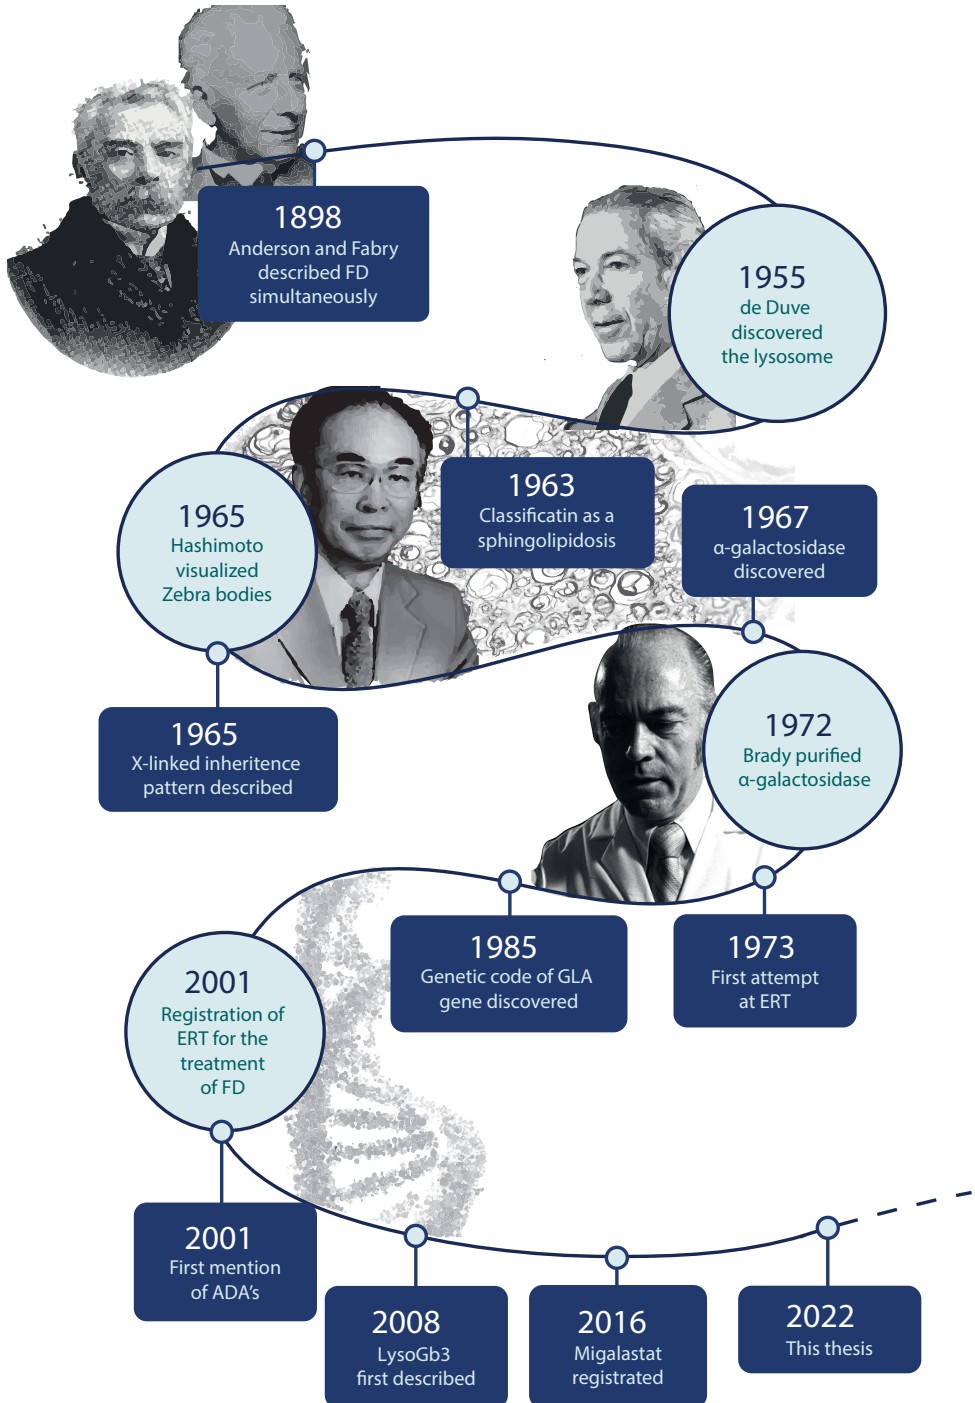 1898
Anderson and Fabry
described FD
simultaneously
1955
de Duve
discovered
the lysosome
1963
Classificatin as a
sphingolipidosis
1965
Hashimoto
visualized
Zebra bodies
1965
X-linked inheritence
pattern described
1967
α-galactosidase
discovered
1972
Brady purified
α-galactosidase
1973
First attempt
at ERT
1985
Genetic code of GLA
gene discovered
2001
Registration of
ERT for the
treatment
of FD
2001
First mention
of ADA's
2008
LysoGb3
first described
2016
Migalastat
registrated
2022
This thesis